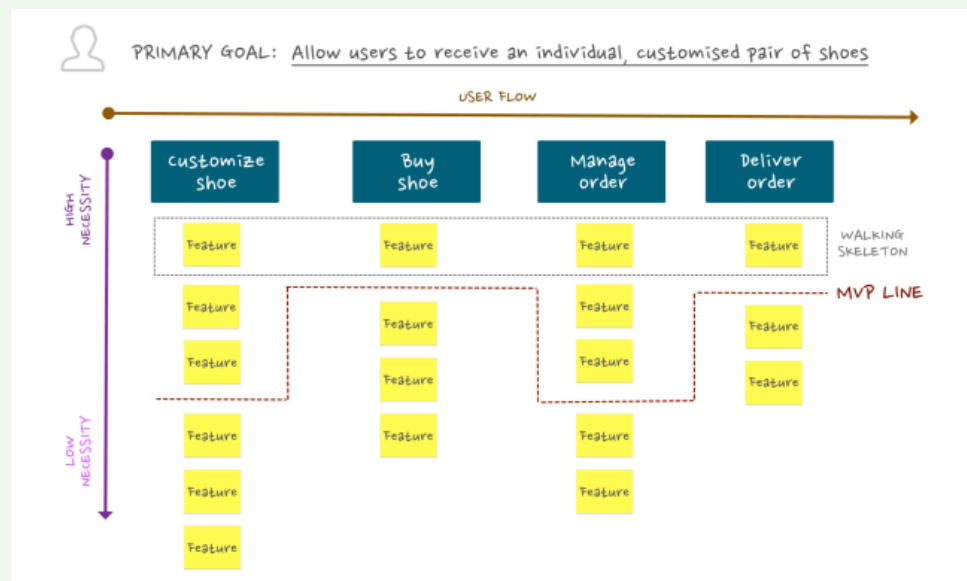 PRIMARY GOAL: Allow users to receive an individual, customised pair of shoes
USER FLOW
HIGH
NECESSITY
LOW
NECESSITY
Customize
shoe
Buy
shoe
Manage
order
Deliver
order
Feature Feature Feature Feature
WALKING
SKELETON
MVP LINE
Feature Feature
Feature Feature
Feature Feature
Feature Feature
Feature Feature Feature
Feature Feature
Feature